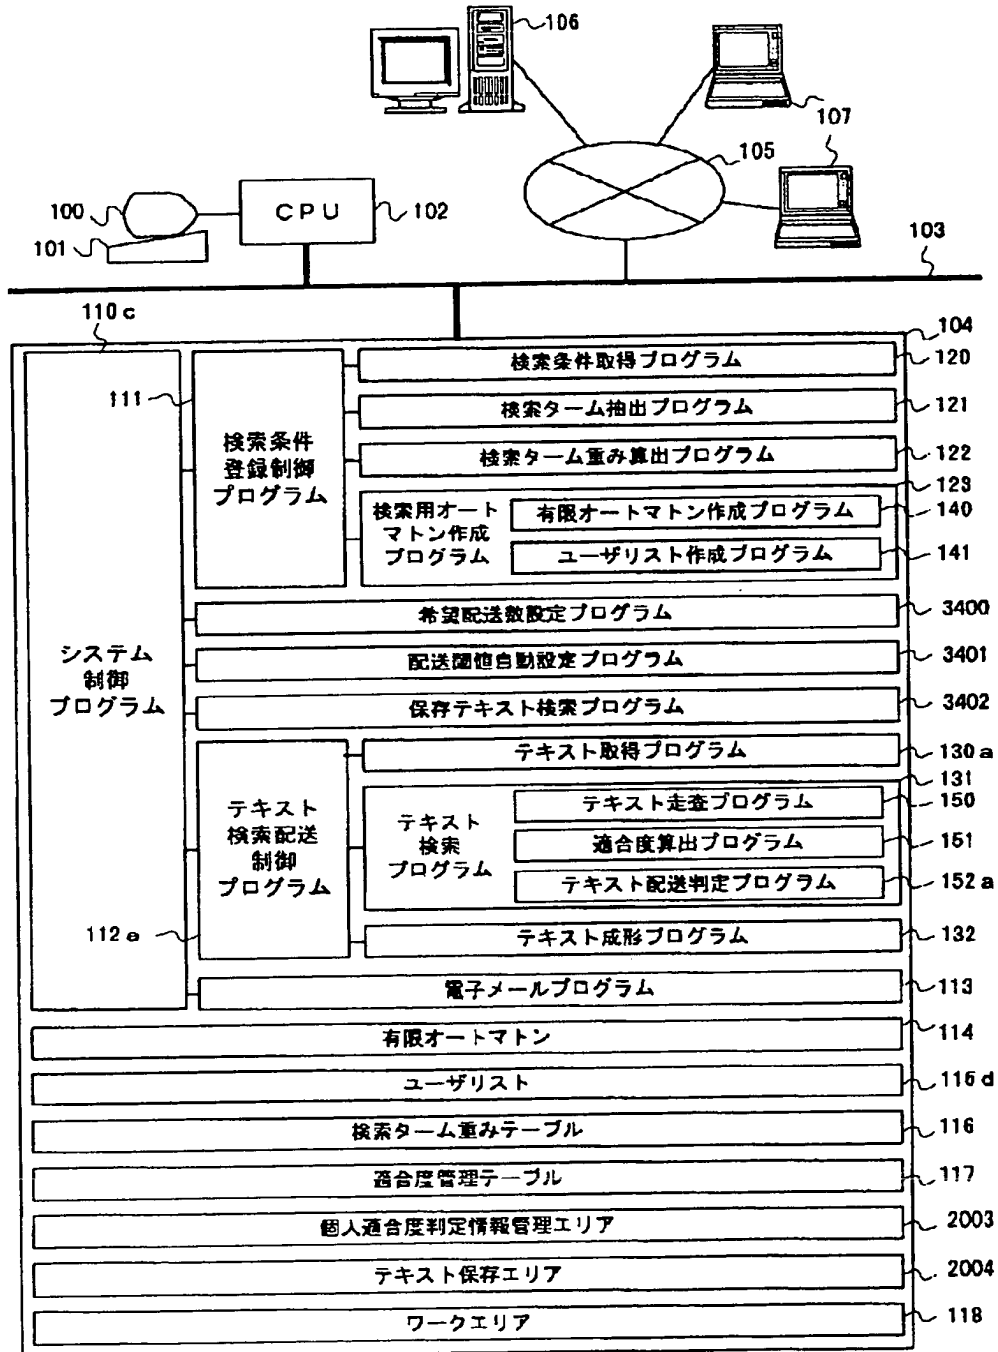 106
107
105
107
100
101
CPU
102
103
110c
104
111
検索条件
登録制御
プログラム
検索条件取得プログラム
120
検索ターム抽出プログラム
121
検索ターム重み算出プログラム
122
123
検索用オート
マトン作成
プログラム
有限オートマトン作成プログラム
140
ユーザリスト作成プログラム
141
システム
制御
プログラム
希望配送数設定プログラム
3400
配送閾値自動設定プログラム
3401
保存テキスト検索プログラム
3402
テキスト
検索配送
制御
プログラム
112e
テキスト取得プログラム
130a
131
テキスト
検索
プログラム
テキスト走査プログラム
150
適合度算出プログラム
151
テキスト配送判定プログラム
152a
テキスト成形プログラム
132
電子メールプログラム
113
有限オートマトン
114
ユーザリスト
115d
検索ターム重みテーブル
116
適合度管理テーブル
117
個人適合度判定情報管理エリア
2003
テキスト保存エリア
2004
ワークエリア
118